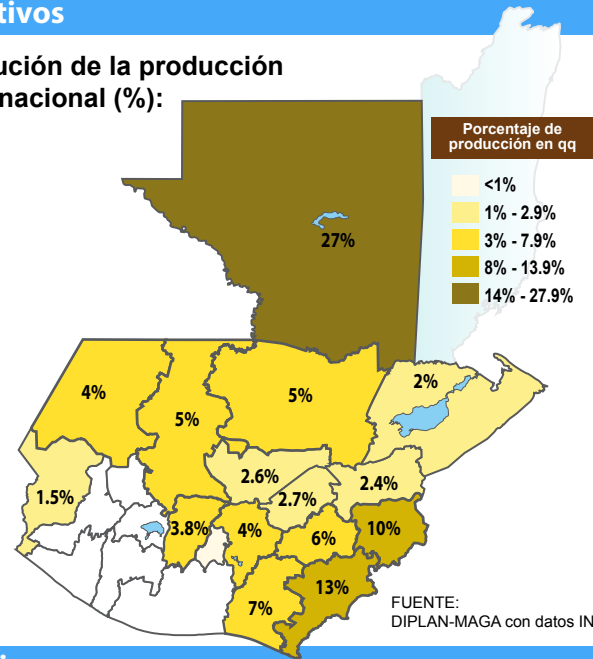 tivos
ución de la producción
nacional (%):
Porcentaje de
producción en qq
<1%
1% - 2.9%
3% - 7.9%
8% - 13.9%
14% - 27.9%
27%
4%
5%
5%
2%
1.5%
2.6%
2.7%
2.4%
3.8%
4%
6%
10%
7%
13%
FUENTE:
DIPLAN-MAGA con datos IN